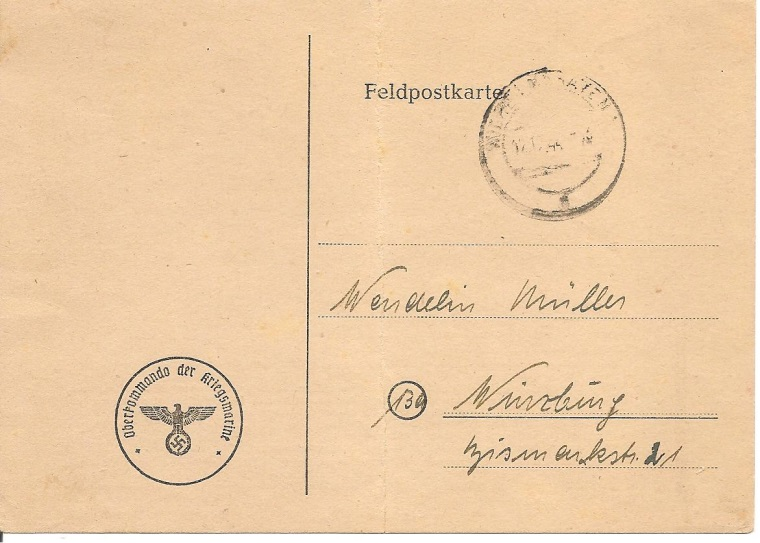 Feldpostkarte
Wendelin Müller
13a Würzburg
Bismarckstr. 21
Oberkommando der Kriegsmarine